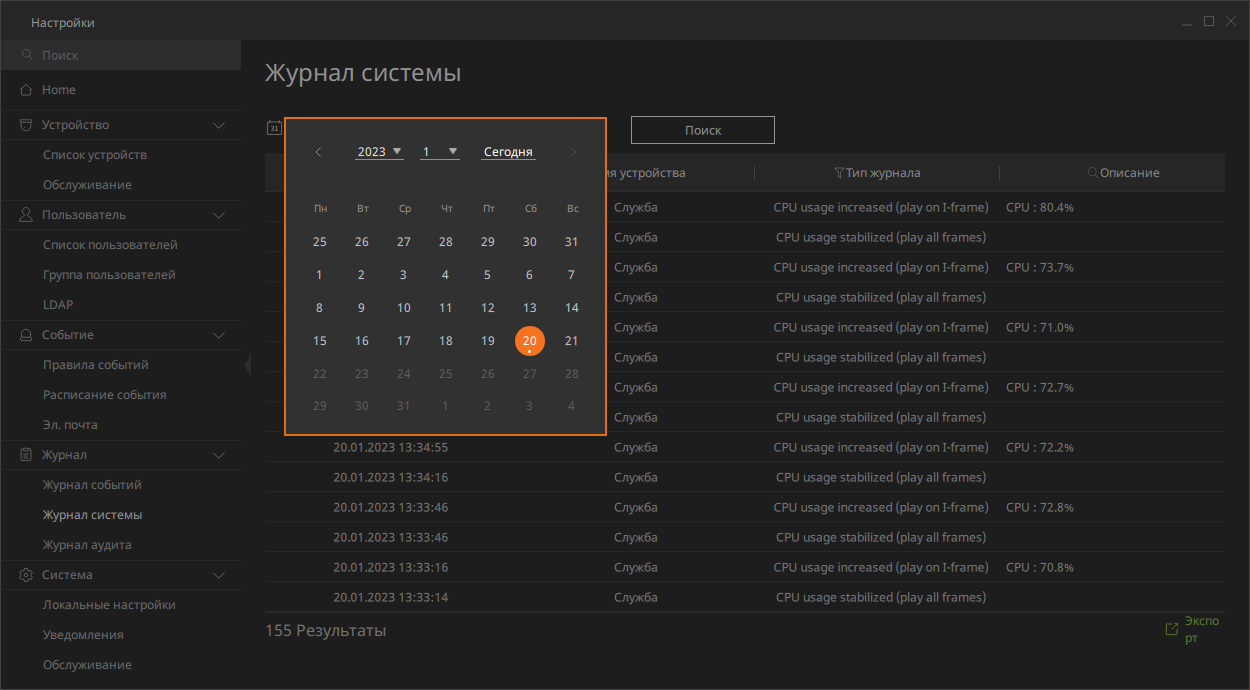 Настройки
Поиск
Home
Устройство
Список устройств
Обслуживание
Пользователь
Список пользователей
Группа пользователей
LDAP
Событие
Правила событий
Расписание события
Эл. почта
Журнал
Журнал событий
Журнал системы
Журнал аудита
Система
Локальные настройки
Уведомления
Обслуживание
Журнал системы
31
2023 1 Сегодня
Поиск
Пн Вт Ср Чт Пт Сб Вс
25 26 27 28 29 30 31
1 2 3 4 5 6 7
8 9 10 11 12 13 14
15 16 17 18 19 20 21
22 23 24 25 26 27 28
29 30 31 1 2 3 4
устройства Тип журнала Описание
Служба CPU usage increased (play on I-frame) CPU : 80.4%
Служба CPU usage stabilized (play all frames)
Служба CPU usage increased (play on I-frame) CPU : 73.7%
Служба CPU usage stabilized (play all frames)
Служба CPU usage increased (play on I-frame) CPU : 71.0%
Служба CPU usage stabilized (play all frames)
Служба CPU usage increased (play on I-frame) CPU : 72.7%
Служба CPU usage stabilized (play all frames)
20.01.2023 13:34:55 Служба CPU usage increased (play on I-frame) CPU : 72.2%
20.01.2023 13:34:16 Служба CPU usage stabilized (play all frames)
20.01.2023 13:33:46 Служба CPU usage increased (play on I-frame) CPU : 72.8%
20.01.2023 13:33:46 Служба CPU usage stabilized (play all frames)
20.01.2023 13:33:16 Служба CPU usage increased (play on I-frame) CPU : 70.8%
20.01.2023 13:33:14 Служба CPU usage stabilized (play all frames)
155 Результаты
Экспо
рт